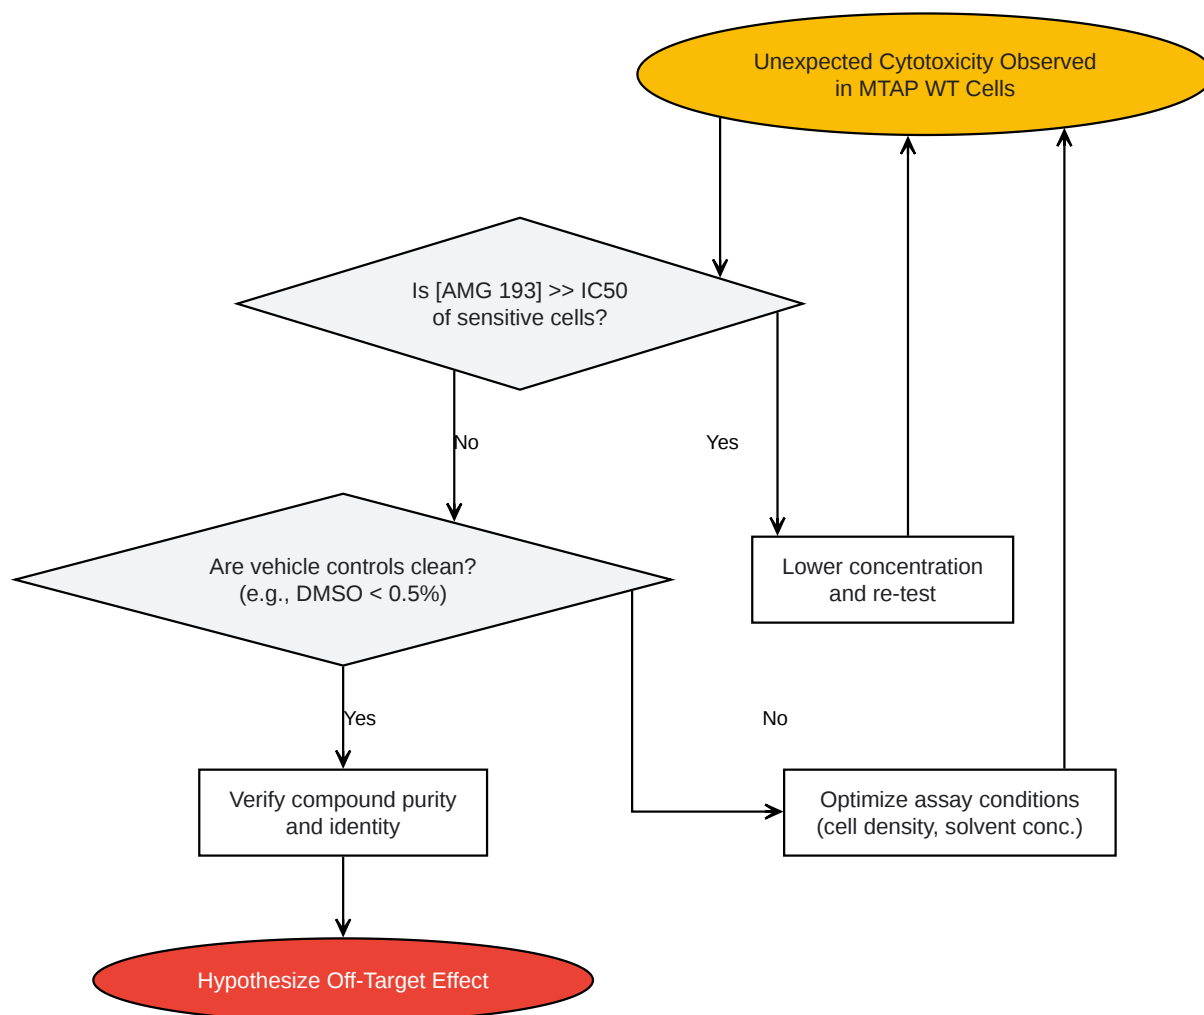 Unexpected Cytotoxicity Observed
in MTAP WT Cells
Is [AMG 193] >> IC50
of sensitive cells?
No
Yes
Are vehicle controls clean?
(e.g., DMSO < 0.5%)
Lower concentration
and re-test
Yes
No
Verify compound purity
and identity
Optimize assay conditions
(cell density, solvent conc.)
Hypothesize Off-Target Effect